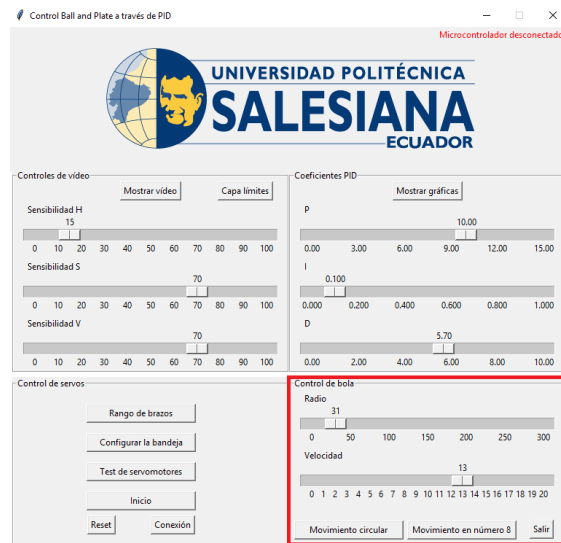 Control Ball and Plate a través de PID
Microcontrolador desconectado
UNIVERSIDAD POLITÉCNICA
SALESIANA
ECUADOR
Controles de vídeo
Mostrar vídeo Capa límites
Sensibilidad H
15
0 10 20 30 40 50 60 70 80 90 100
Sensibilidad S
70
0 10 20 30 40 50 60 70 80 90 100
Sensibilidad V
70
0 10 20 30 40 50 60 70 80 90 100
Coeficientes PID
Mostrar gráficas
P
10.00
0.00 3.00 6.00 9.00 12.00 15.00
I
0.100
0.000 0.200 0.400 0.600 0.800 1.000
D
5.70
0.00 2.00 4.00 6.00 8.00 10.00
Control de servos
Rango de brazos
Configurar la bandeja
Test de servomotores
Inicio
Reset Conexión
Control de bola
Radio
31
0 50 100 150 200 250 300
Velocidad
13
0 1 2 3 4 5 6 7 8 9 10 11 12 13 14 15 16 17 18 19 20
Movimiento circular Movimiento en número 8 Salir